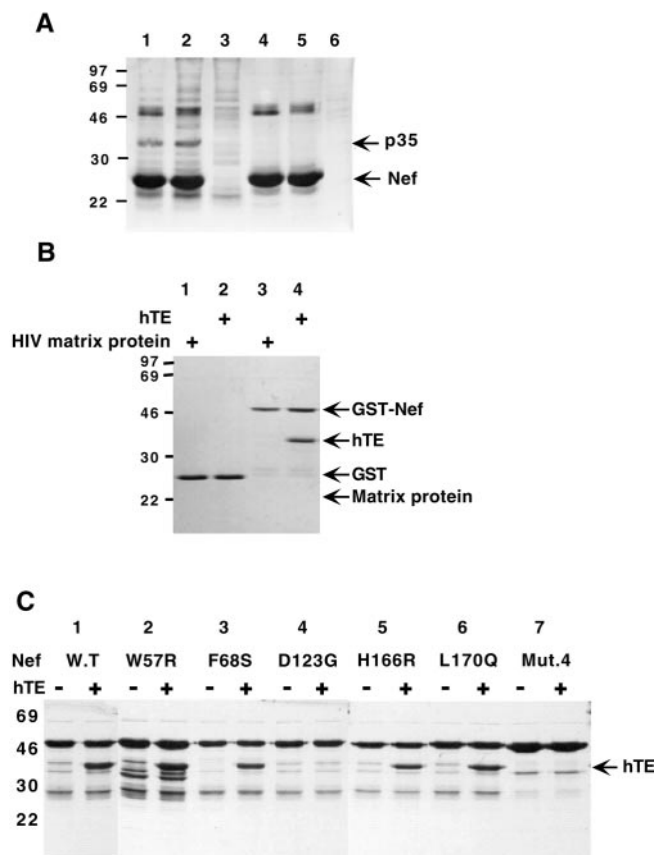 A
1 2 3 4 5 6
97
69
46
30
22
p35
Nef
B
1 2 3 4
hTE + +
HIV matrix protein + +
97
69
46
30
22
GST-Nef
hTE
GST
Matrix protein
C
1 2 3 4 5 6 7
Nef W.T W57R F68S D123G H166R L170Q Mut.4
hTE - + - + - + - + - + - + - +
69
46
30
22
hTE